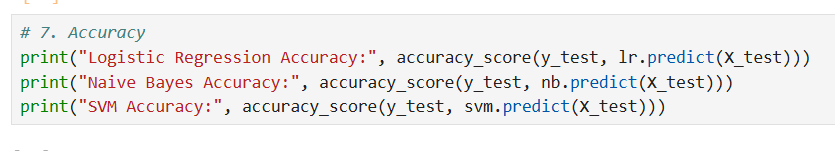 # 7. Accuracy
print("Logistic Regression Accuracy:", accuracy_score(y_test, lr.predict(X_test)))
print("Naive Bayes Accuracy:", accuracy_score(y_test, nb.predict(X_test)))
print("SVM Accuracy:", accuracy_score(y_test, svm.predict(X_test)))